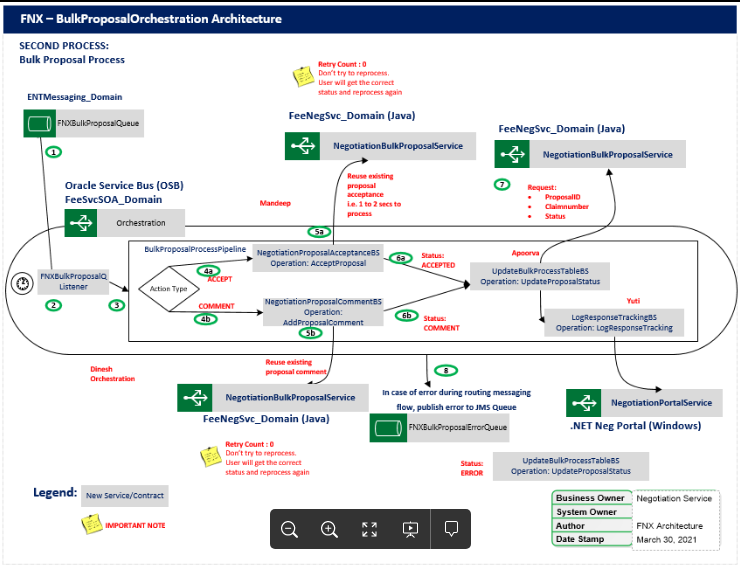 FNX – BulkProposalOrchestration Architecture
SECOND PROCESS:
Bulk Proposal Process
Retry Count : 0
Don't try to reprocess.
User will get the correct
status and reprocess again
ENTMessaging_Domain
FNXBulkProposalQueue
1
FeeNegSvc_Domain (Java)
NegotiationBulkProposalService
FeeNegSvc_Domain (Java)
NegotiationBulkProposalService
7
Request:
• ProposalID
• Claimnumber
• Status
Oracle Service Bus (OSB)
FeeSvcSOA_Domain
Orchestration
Mandeep
Reuse existing
proposal
acceptance
i.e. 1 to 2 secs to
process
5a
BulkProposalProcessPipeline
NegotiationProposalAcceptanceBS
Operation: AcceptProposal
6a
Status:
ACCEPTED
Apoorva
4a
ACCEPT
FNXBulkProposalQ
Listener
2
3
Action Type
UpdateBulkProcessTableBS
Operation: UpdateProposalStatus
COMMENT
4b
NegotiationProposalCommentBS
Operation:
AddProposalComment
5b
6b
Status:
COMMENT
Yuti
LogResponseTrackingBS
Operation: LogResponseTracking
Dinesh
Orchestration
Reuse existing
proposal comment
8
In case of error during routing messaging
flow, publish error to JMS Queue
NegotiationBulkProposalService
FeeNegSvc_Domain (Java)
FNXBulkProposalErrorQueue
NegotiationPortalService
.NET Neg Portal (Windows)
Retry Count : 0
Don't try to reprocess.
User will get the correct
status and reprocess again
Status:
ERROR
UpdateBulkProcessTableBS
Operation: UpdateProposalStatus
Legend:
New Service/Contract
IMPORTANT NOTE
Business Owner Negotiation Service
System Owner
Author FNX Architecture
Date Stamp March 30, 2021